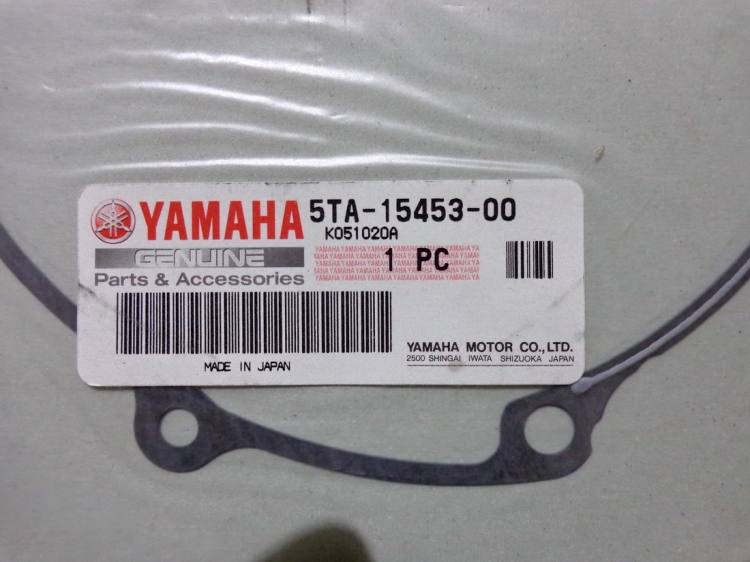 YAMAHA 5TA-15453-00
K051020A
GENUINE
Parts & Accessories
1 PC
MADE IN JAPAN
YAMAHA MOTOR CO., LTD.
2500 SHINGAI IWATA SHIZUOKA JAPAN